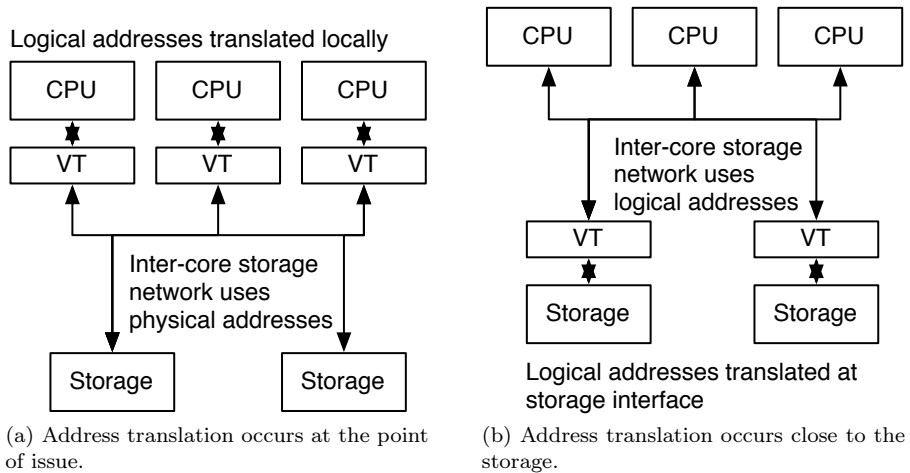 Logical addresses translated locally
CPU CPU CPU
VT VT VT
Inter-core storage
network uses
physical addresses
Storage Storage
(a) Address translation occurs at the point
of issue.
CPU CPU CPU
Inter-core storage
network uses
logical addresses
VT VT
Storage Storage
Logical addresses translated at
storage interface
(b) Address translation occurs close to the
storage.